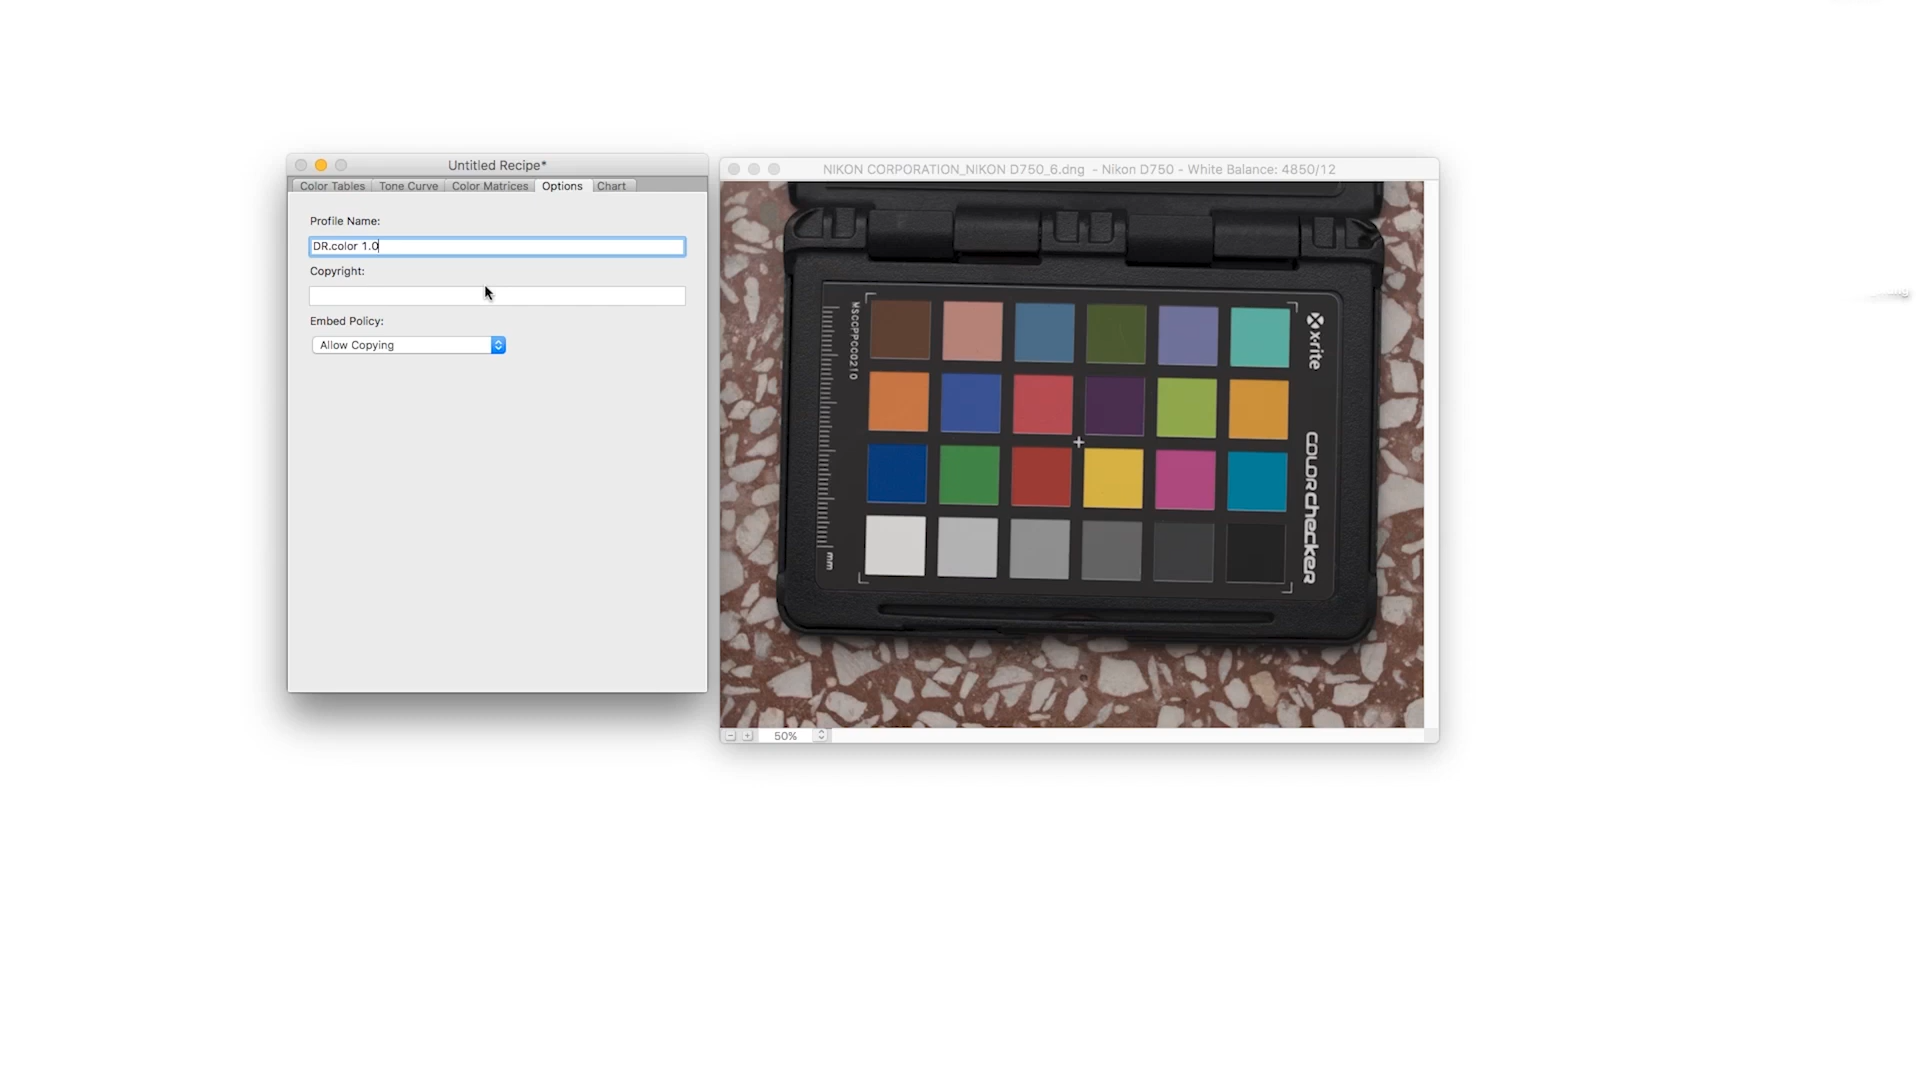 Untitled Recipe*
Color Tables
Tone Curve
Color Matrices
Options
Chart
Profile Name:
DR.color 1.0
Copyright:
Embed Policy:
Allow Copying
NIKON CORPORATION_NIKON D750_6.dng - Nikon D750 - White Balance: 4850/12
MSCCPPCC0210
mm
x-rite
colorchecker
50%